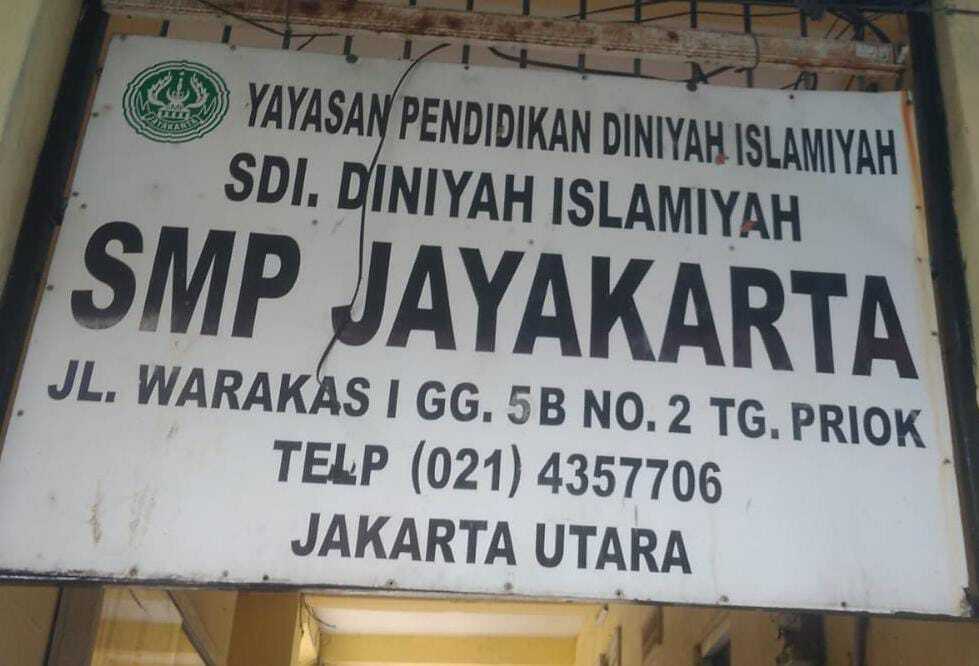 JAYAKARTA
YAYASAN PENDIDIKAN DINIYAH ISLAMIYAH
SDI. DINIYAH ISLAMIYAH
SMP JAYAKARTA
JL. WARAKAS I GG. 5B NO. 2 TG. PRIOK
TELP (021) 4357706
JAKARTA UTARA